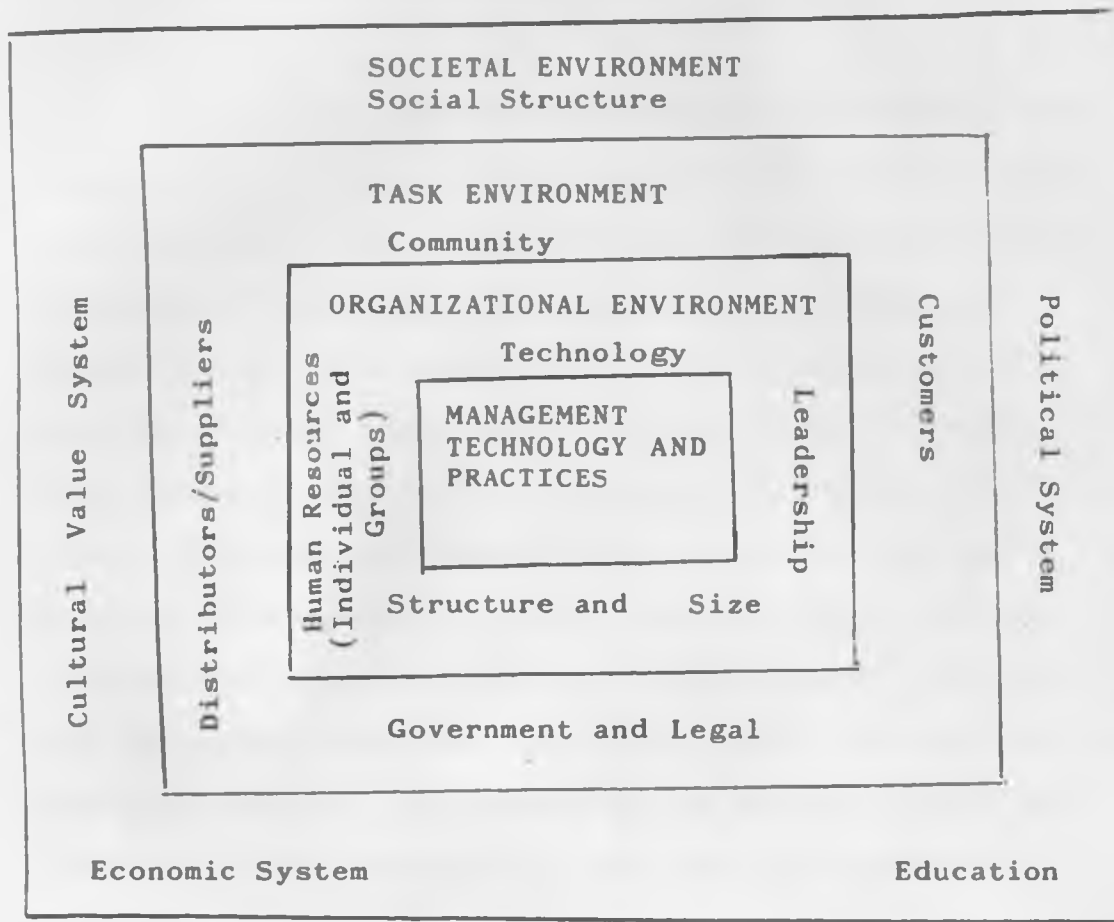 SOCIETAL ENVIRONMENT
Social Structure
TASK ENVIRONMENT
Community
ORGANIZATIONAL ENVIRONMENT
Technology
MANAGEMENT
TECHNOLOGY AND
PRACTICES
Cultural Value System
Distributors/Suppliers
Human Resources
(Individual and
Groups)
Leadership
Customers
Political System
Structure and Size
Government and Legal
Economic System
Education